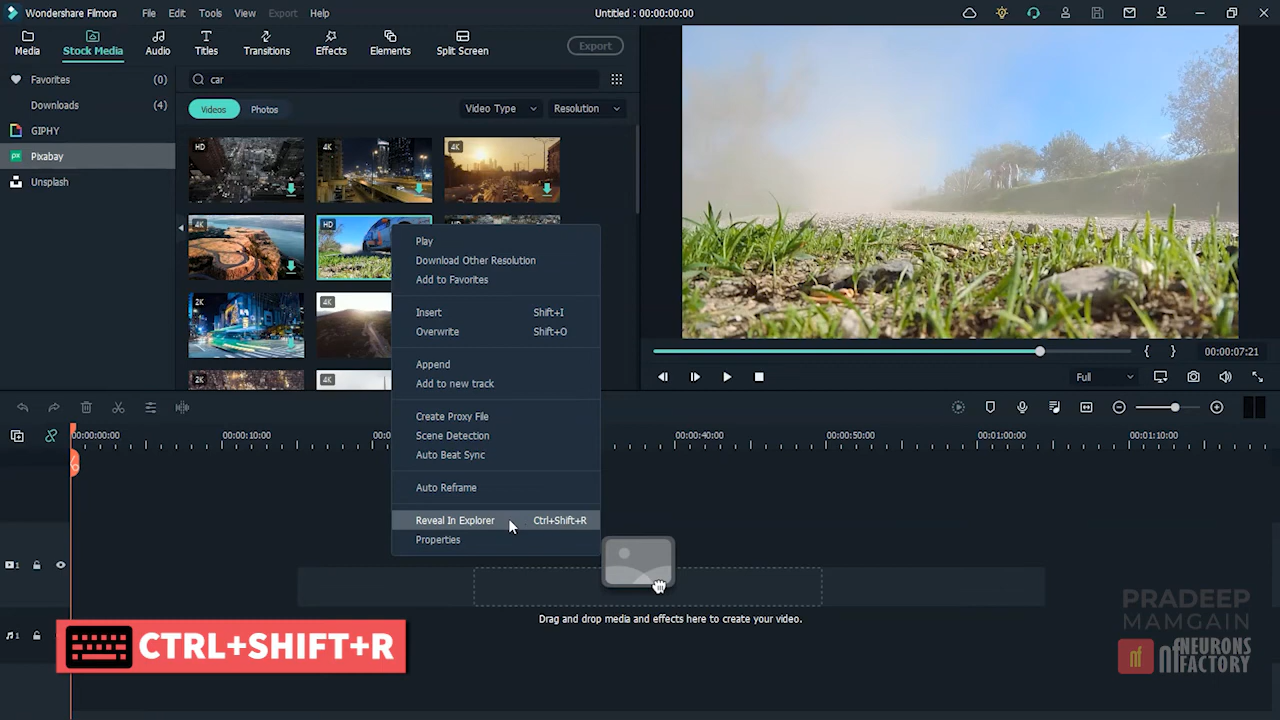 Wondershare Filmora
File
Edit
Tools
View
Export
Help
Untitled : 00:00:00:00
Media
Stock Media
Audio
Titles
Transitions
Effects
Elements
Split Screen
Export
Favorites
(0)
Downloads
(4)
GIPHY
px
Pixabay
Unsplash
car
Videos
Photos
Video Type
Resolution
HD
4K
4K
4K
HD
2K
4K
2K
4K
Play
Download Other Resolution
Add to Favorites
Insert Shift+I
Overwrite Shift+O
Append
Add to new track
Create Proxy File
Scene Detection
Auto Beat Sync
Auto Reframe
Reveal In Explorer Ctrl+Shift+R
Properties
{ }
00:00:07:21
Full
00:00:00:00
00:00:10:00
00:00:40:00
00:00:50:00
00:01:00:00
00:01:10:00
1
1
Drag and drop media and effects here to create your video.
CTRL+SHIFT+R
PRADEEP
MAMGAIN
nf
NEURONS
FACTORY